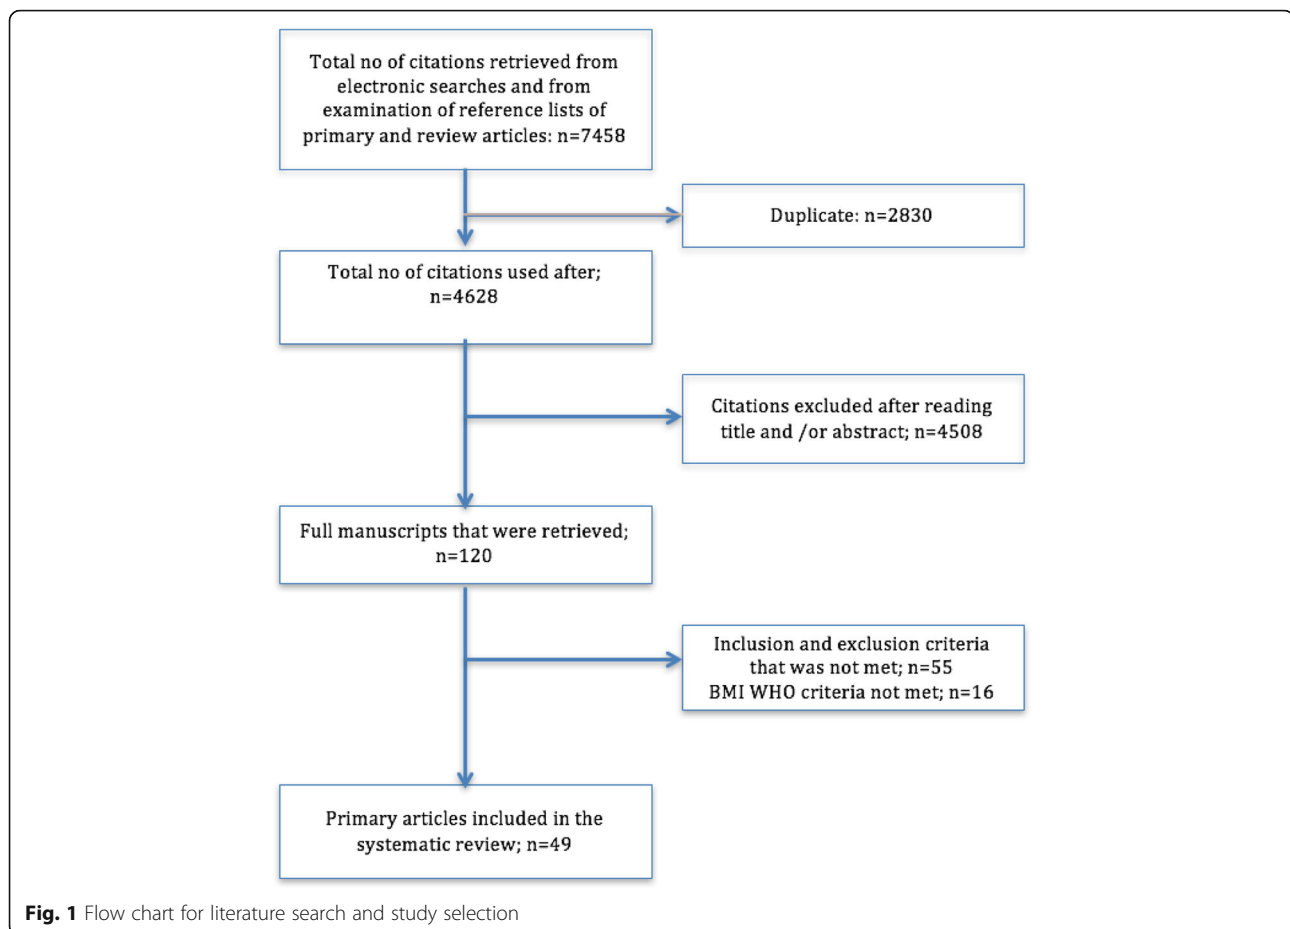 Total no of citations retrieved from
electronic searches and from
examination of reference lists of
primary and review articles: n=7458
Duplicate: n=2830
Total no of citations used after;
n=4628
Citations excluded after reading
title and /or abstract; n=4508
Full manuscripts that were retrieved;
n=120
Inclusion and exclusion criteria
that was not met; n=55
BMI WHO criteria not met; n=16
Primary articles included in the
systematic review; n=49
Fig. 1 Flow chart for literature search and study selection